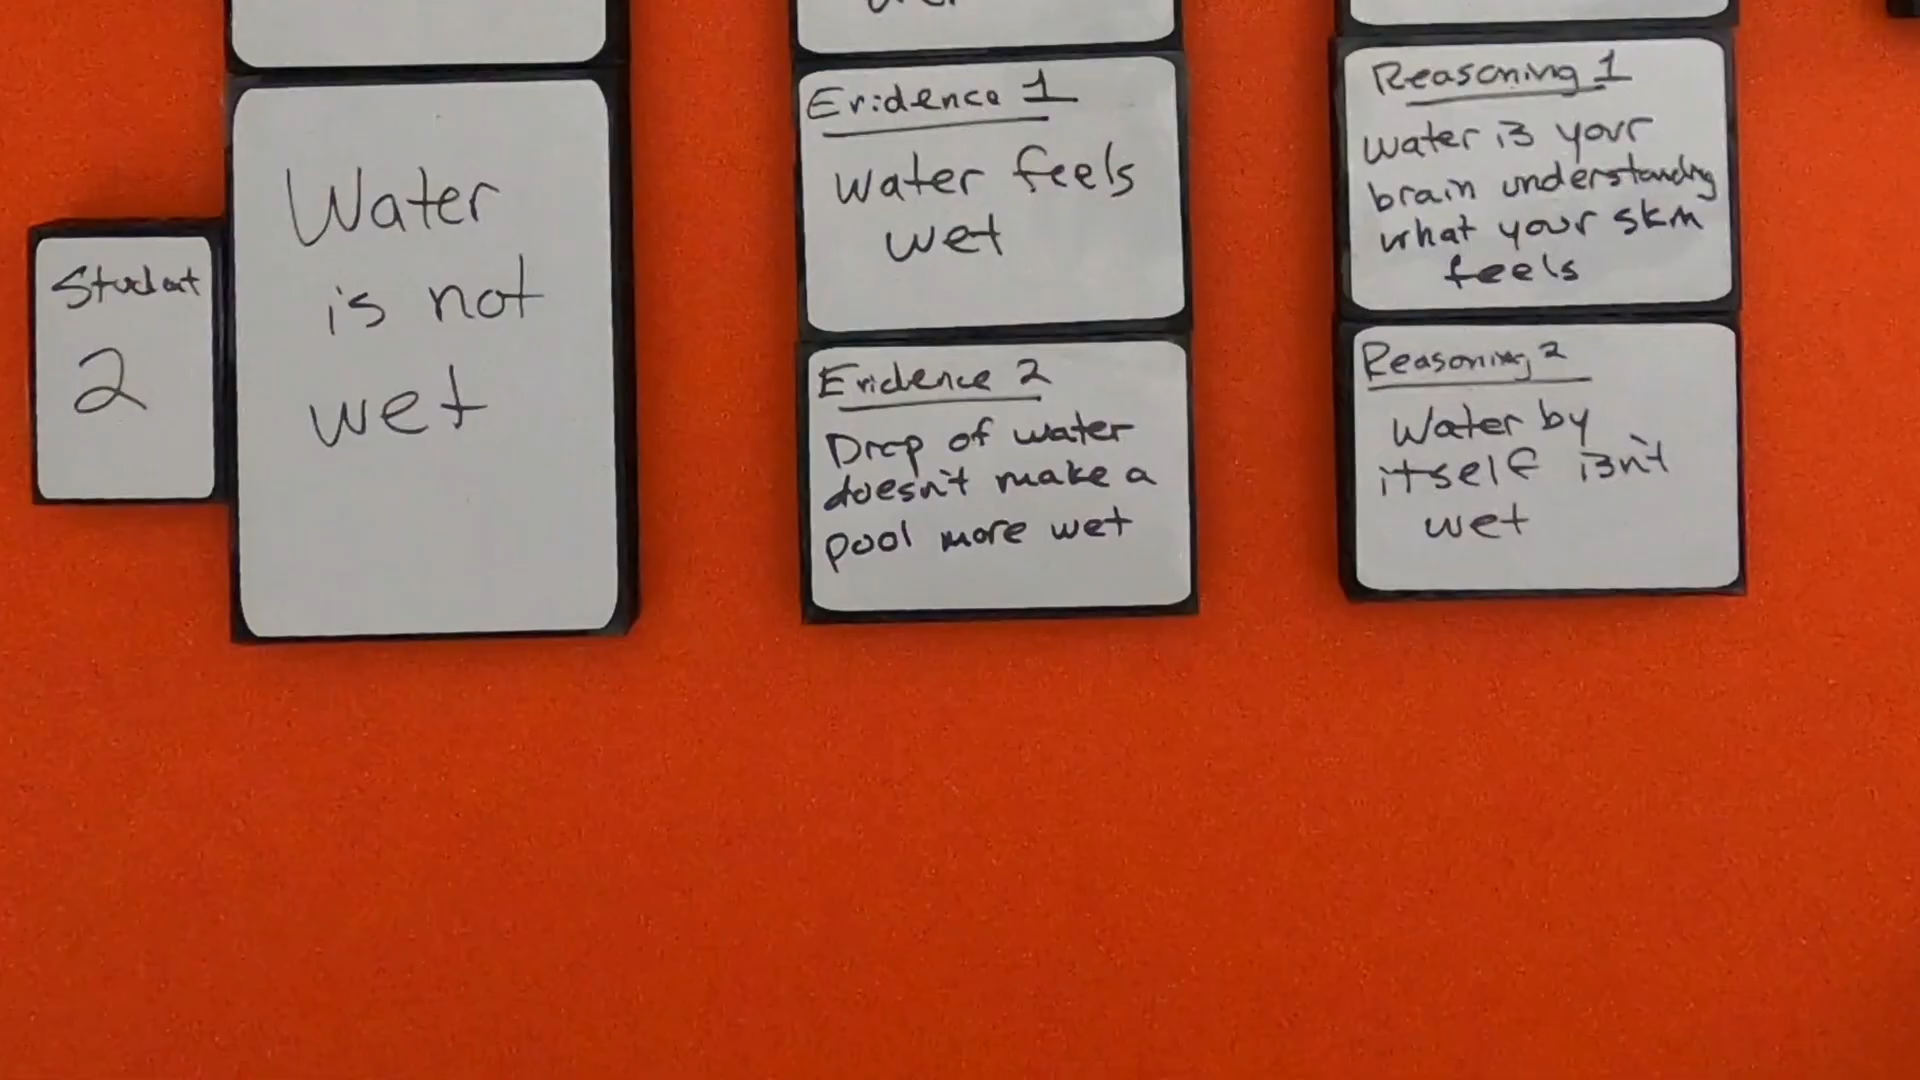 Student
2
Water
is not
wet
Evidence 1
Water feels
wet
Evidence 2
Drop of water
doesn't make a
pool more wet
Reasoning 1
Water is your
brain understanding
what your skin
feels
Reasoning 2
Water by
itself isn't
wet